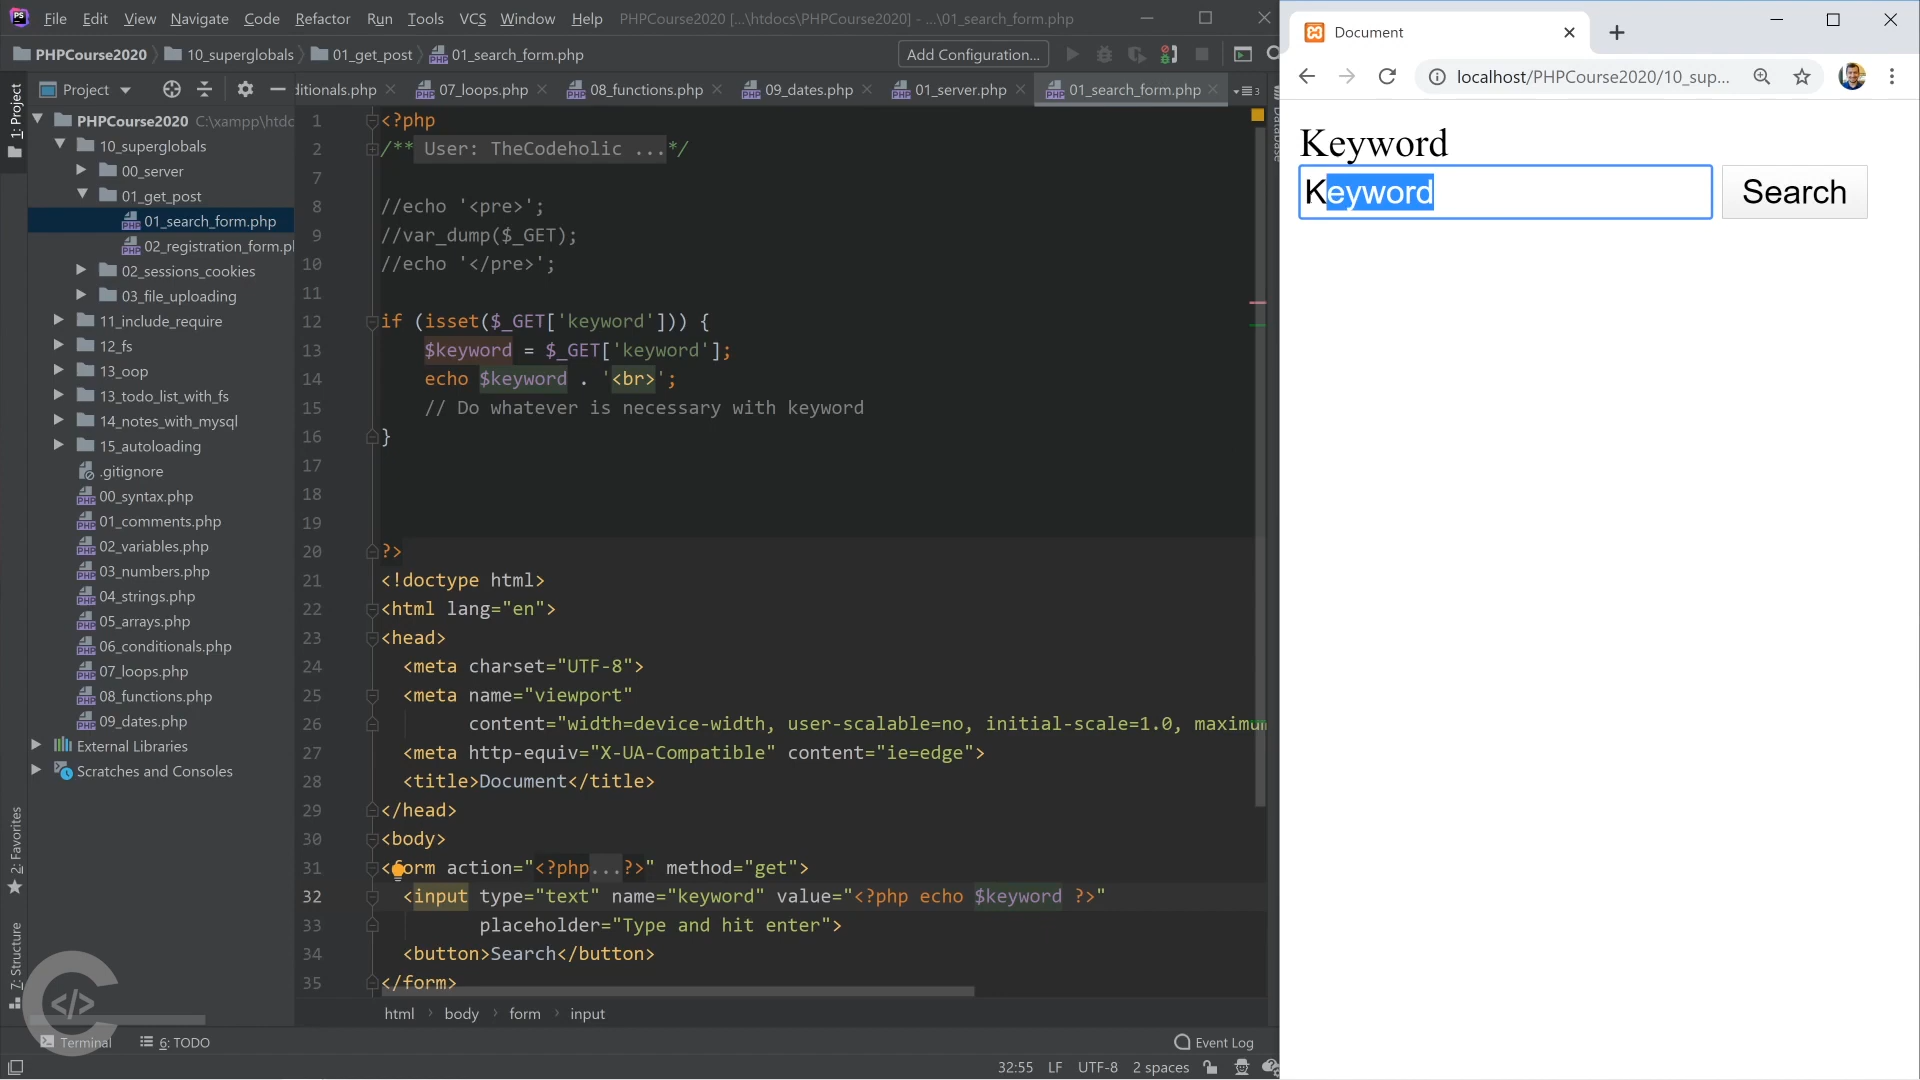 File Edit View Navigate Code Refactor Run Tools VCS Window Help PHPCourse2020 [...\htdocs\PHPCourse2020] - ...\01_search_form.php
PHPCourse2020 10_superglobals 01_get_post 01_search_form.php Add Configuration...
Project
ditionals.php 07_loops.php 08_functions.php 09_dates.php 01_server.php 01_search_form.php
1: Project
2: Favorites
7: Structure
Database
PHPCourse2020 C:\xampp\htdc
10_superglobals
00_server
01_get_post
01_search_form.php
02_registration_form.pl
02_sessions_cookies
03_file_uploading
11_include_require
12_fs
13_oop
13_todo_list_with_fs
14_notes_with_mysql
15_autoloading
.gitignore
00_syntax.php
01_comments.php
02_variables.php
03_numbers.php
04_strings.php
05_arrays.php
06_conditionals.php
07_loops.php
08_functions.php
09_dates.php
External Libraries
Scratches and Consoles
1 <?php
2 /** User: TheCodeholic ...*/
7
8 //echo '<pre>';
9 //var_dump($_GET);
10 //echo '</pre>';
11
12 if (isset($_GET['keyword'])) {
13 $keyword = $_GET['keyword'];
14 echo $keyword . '<br>';
15 // Do whatever is necessary with keyword
16 }
17
18
19
20 ?>
21 <!doctype html>
22 <html lang="en">
23 <head>
24 <meta charset="UTF-8">
25 <meta name="viewport"
26 content="width=device-width, user-scalable=no, initial-scale=1.0, maximum
27 <meta http-equiv="X-UA-Compatible" content="ie=edge">
28 <title>Document</title>
29 </head>
30 <body>
31 <form action="<?php...?>" method="get">
32 <input type="text" name="keyword" value="<?php echo $keyword ?>"
33 placeholder="Type and hit enter">
34 <button>Search</button>
35 </form>
html body form input
Terminal 6: TODO Event Log
32:55 LF UTF-8 2 spaces
Document
localhost/PHPCourse2020/10_sup...
Keyword
Keyword Search